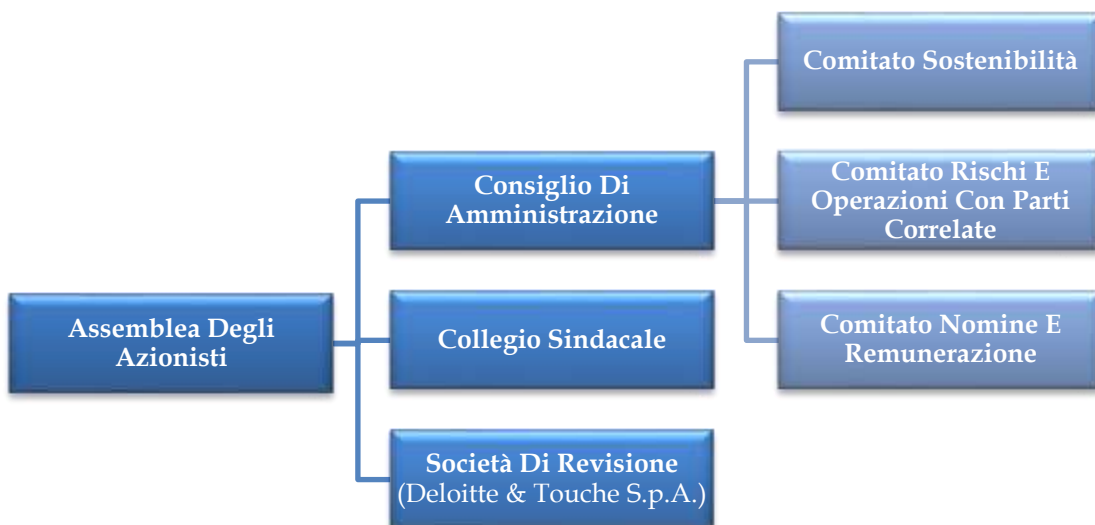 Comitato Sostenibilità
Consiglio Di
Amministrazione
Comitato Rischi E
Operazioni Con Parti
Correlate
Assemblea Degli
Azionisti
Collegio Sindacale
Comitato Nomine E
Remunerazione
Società Di Revisione
(Deloitte & Touche S.p.A.)